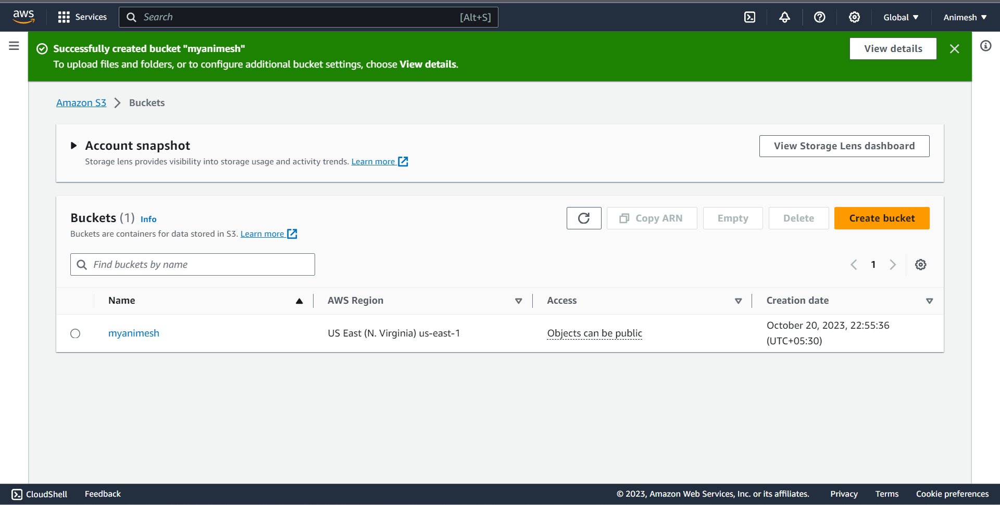 aws
Services
Search [Alt+S]
Global
Animesh
Successfully created bucket "myanimesh"
To upload files and folders, or to configure additional bucket settings, choose View details.
View details
Amazon S3 > Buckets
Account snapshot
Storage lens provides visibility into storage usage and activity trends. Learn more
View Storage Lens dashboard
Buckets (1) Info
Buckets are containers for data stored in S3. Learn more
Copy ARN
Empty
Delete
Create bucket
Find buckets by name
1
Name AWS Region Access Creation date
myanimesh US East (N. Virginia) us-east-1 Objects can be public October 20, 2023, 22:55:36
(UTC+05:30)
CloudShell Feedback © 2023, Amazon Web Services, Inc. or its affiliates. Privacy Terms Cookie preferences